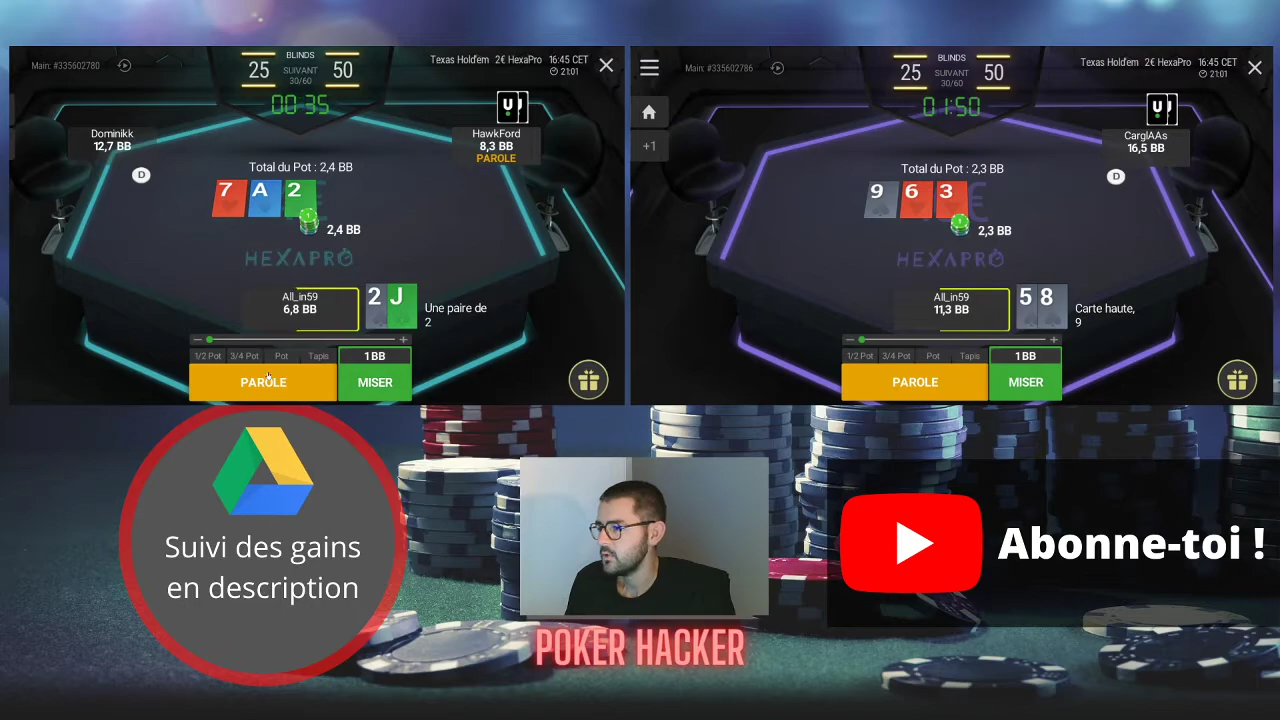 Main: #335602780
BLINDS
25 SUIVANT 50
30/60
00:35
Texas Hold'em 2€ HexaPro 16:45 CET
21:01
Dominikk
12,7 BB
HawkFord
8,3 BB
PAROLE
D
Total du Pot : 2,4 BB
7 A 2
2,4 BB
HEXAPRO
All_in59
6,8 BB
2 J
Une paire de
2
1/2 Pot 3/4 Pot Pot Tapis 1 BB
PAROLE MISER
Main: #335602786
BLINDS
25 SUIVANT 50
30/60
01:50
Texas Hold'em 2€ HexaPro 16:45 CET
21:01
+1
CarglAAs
16,5 BB
D
Total du Pot : 2,3 BB
9 6 3
€
2,3 BB
HEXAPRO
All_in59
11,3 BB
5 8
Carte haute,
9
1/2 Pot 3/4 Pot Pot Tapis 1 BB
PAROLE MISER
Suivi des gains
en description
POKER HACKER
Abonne-toi !